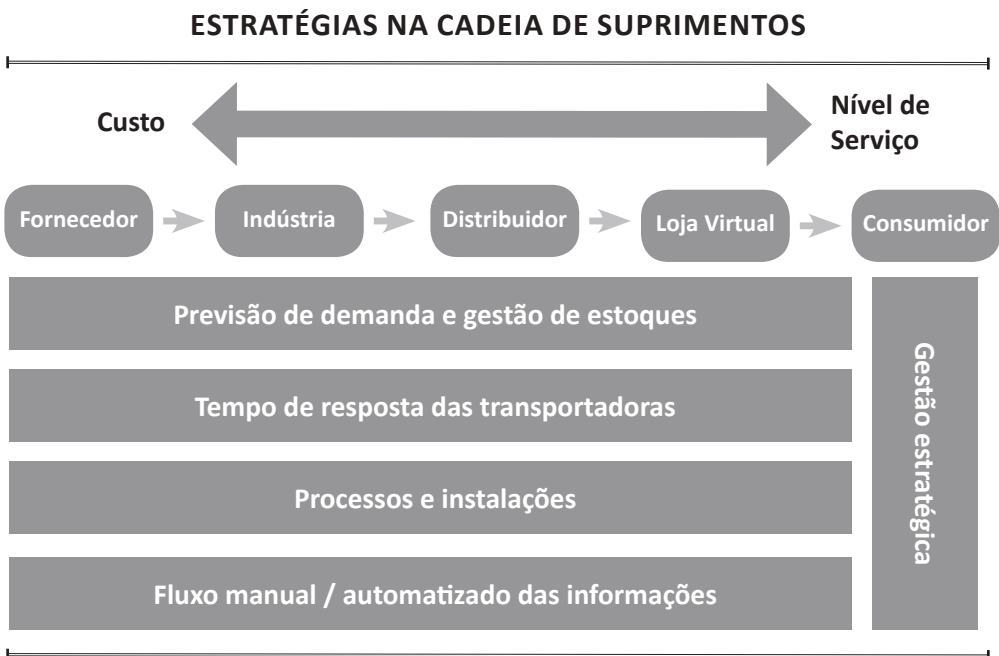 ESTRATÉGIAS NA CADEIA DE SUPRIMENTOS
Custo
Nível de
Serviço
Fornecedor
Indústria
Distribuidor
Loja Virtual
Consumidor
Previsão de demanda e gestão de estoques
Tempo de resposta das transportadoras
Processos e instalações
Fluxo manual / automatizado das informações
Gestão estratégica